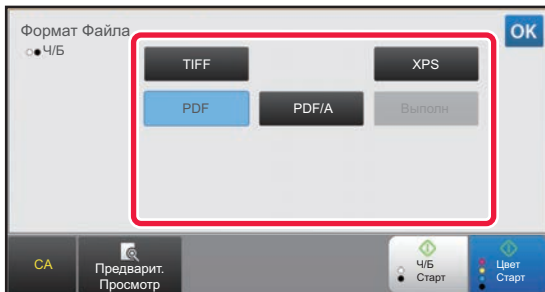 Формат Файла
Ч/Б
OK
TIFF
XPS
PDF
PDF/A
Выполн
CA
Предварит.
Просмотр
Ч/Б
Старт
Цвет
Старт